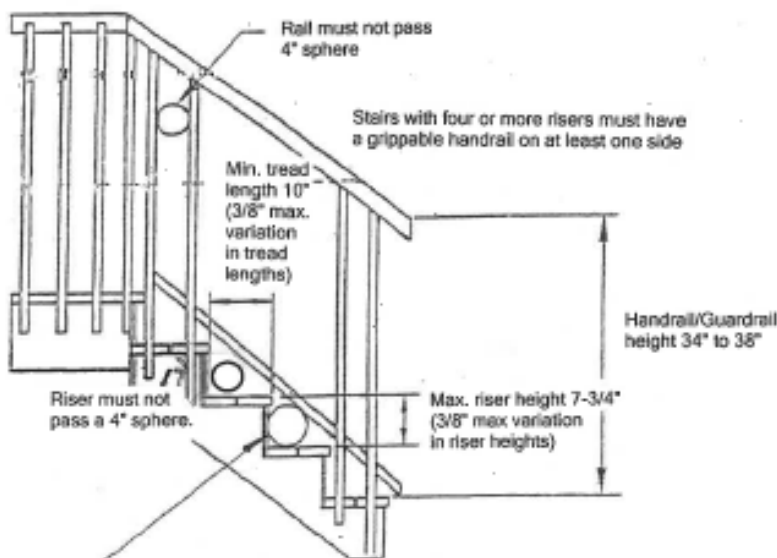 Rail must not pass
4" sphere
Stairs with four or more risers must have
a grippable handrail on at least one side
Min. tread
length 10"
(3/8" max.
variation
in tread
lengths)
Handrail/Guardrail
height 34" to 38"
Riser must not
pass a 4" sphere.
Max. riser height 7-3/4"
(3/8" max variation
in riser heights)